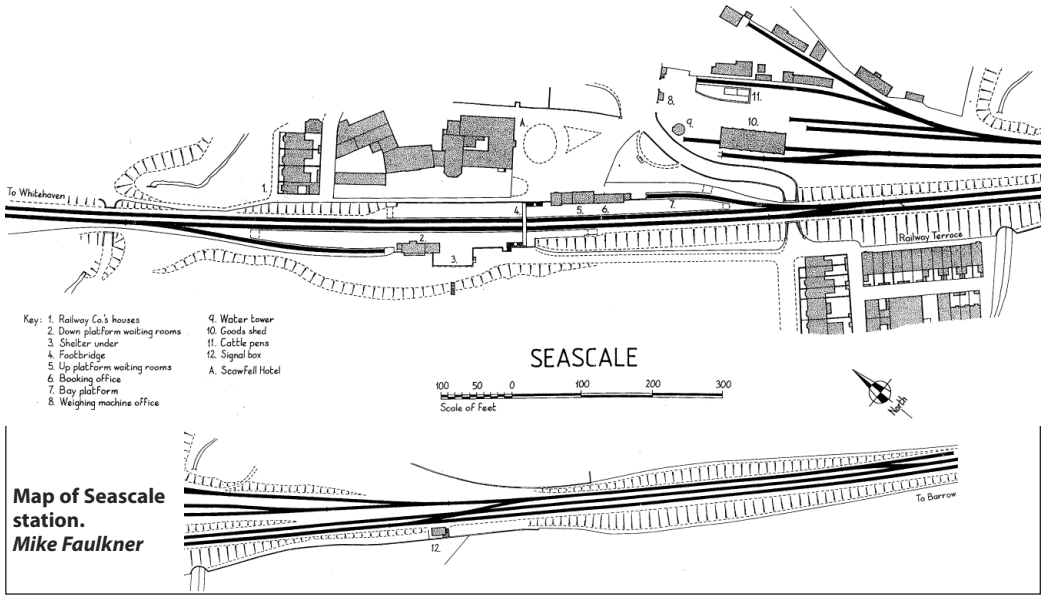 A.
8.
11.
9.
10.
1.
To Whitehaven
4.
5.
6.
7.
2.
3.
Railway Terrace
Key: 1. Railway Co.'s houses
2. Down platform waiting rooms
3. Shelter under
4. Footbridge
5. Up platform waiting rooms
6. Booking office
7. Bay platform
8. Weighing machine office
9. Water tower
10. Goods shed
11. Cattle pens
12. Signal box
A. Scawfell Hotel
SEASCALE
100 50 0 100 200 300
Scale of Feet
North
Map of Seascale
station.
Mike Faulkner
To Barrow
12.